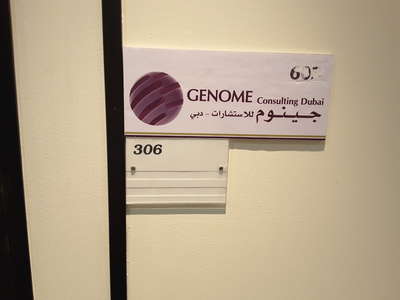 GENOME Consulting Dubai
جينوم للاستشارات - دبي
306